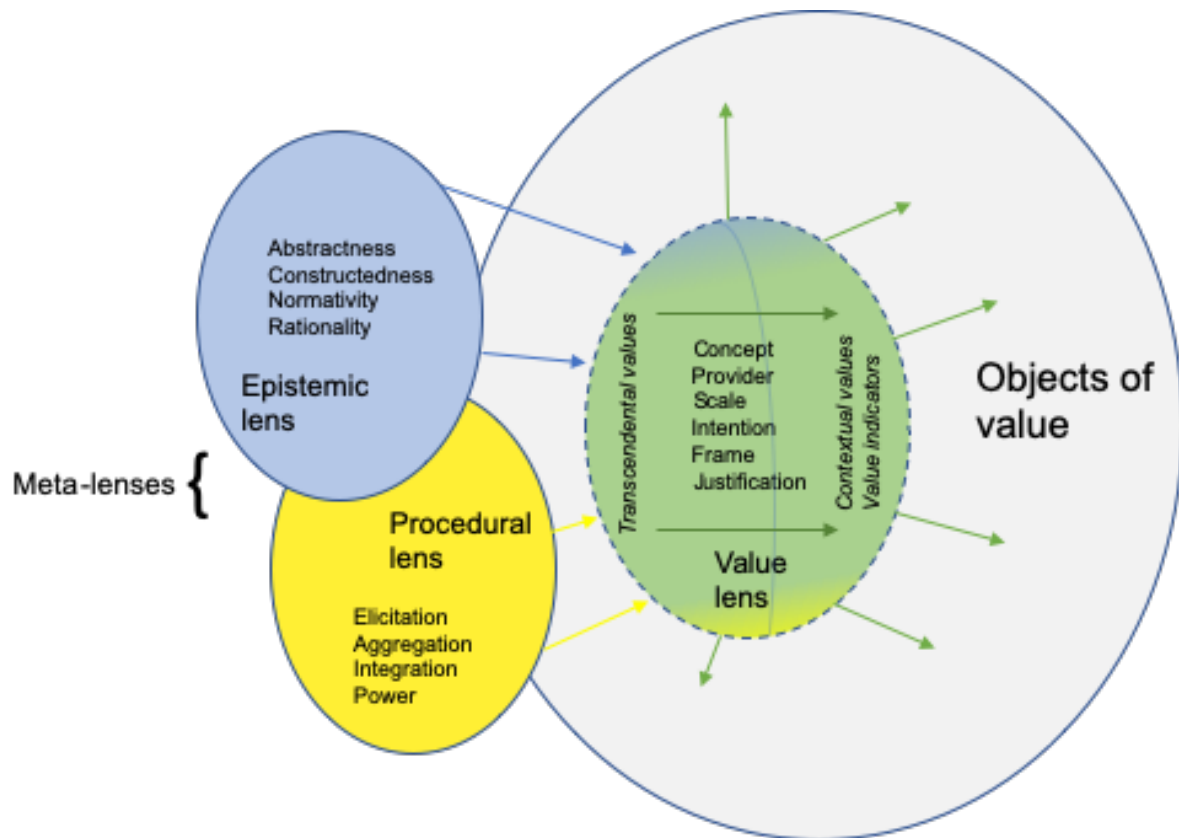 Abstractness
Constructedness
Normativity
Rationality
Epistemic
lens
Meta-lenses {
Procedural
lens
Elicitation
Aggregation
Integration
Power
Transcendental values
Concept
Provider
Scale
Intention
Frame
Justification
Contextual values
Value indicators
Value
lens
Objects of
value